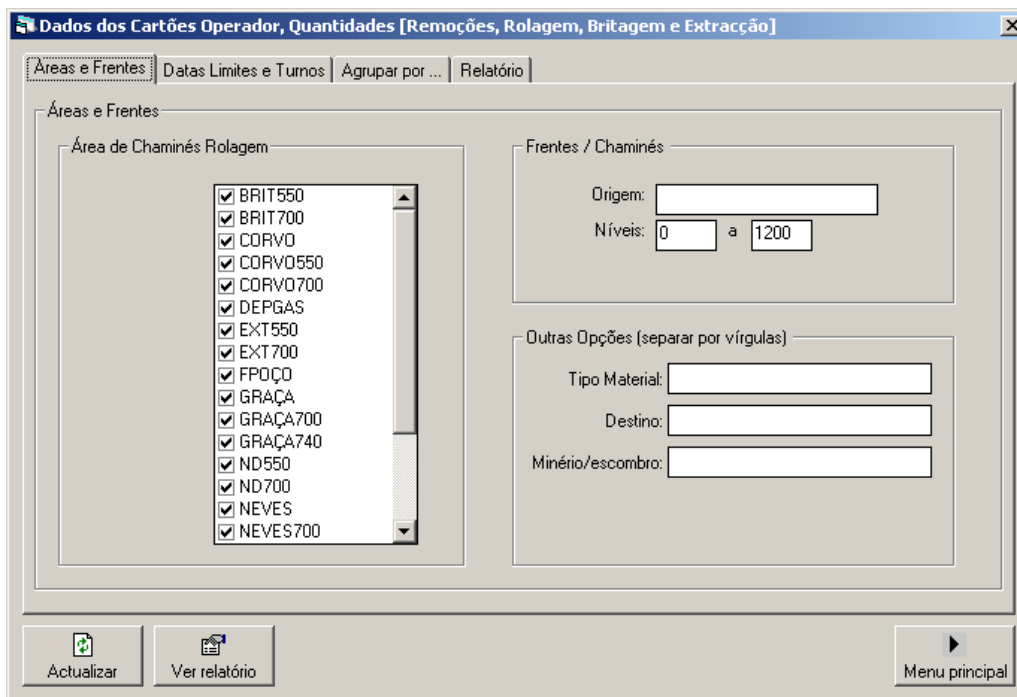 Dados dos Cartões Operador, Quantidades [Remoções, Rolagem, Britagem e Extracção]
Áreas e Frentes
Datas Limites e Turnos
Agrupar por ...
Relatório
Áreas e Frentes
Área de Chaminés Rolagem
BRIT550
BRIT700
CORVO
CORVO550
CORVO700
DEPGAS
EXT550
EXT700
FPOÇO
GRAÇA
GRAÇA700
GRAÇA740
ND550
ND700
NEVES
NEVES700
Frentes / Chaminés
Origem:
Níveis: 0 a 1200
Outras Opções (separar por vírgulas)
Tipo Material:
Destino:
Minério/escombro:
Actualizar
Ver relatório
Menu principal